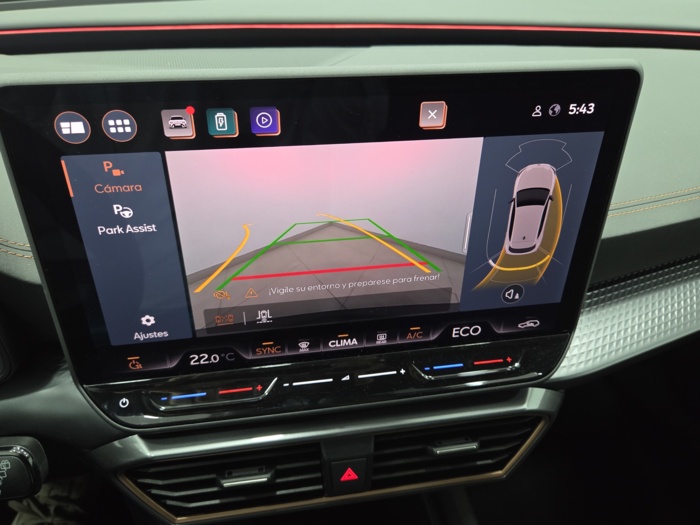 5:43
P
Cámara
P
Park Assist
¡Vigile su entorno y prepárese para frenar!
Ajustes
22.0°C
SYNC
CLIMA
A/C
ECO